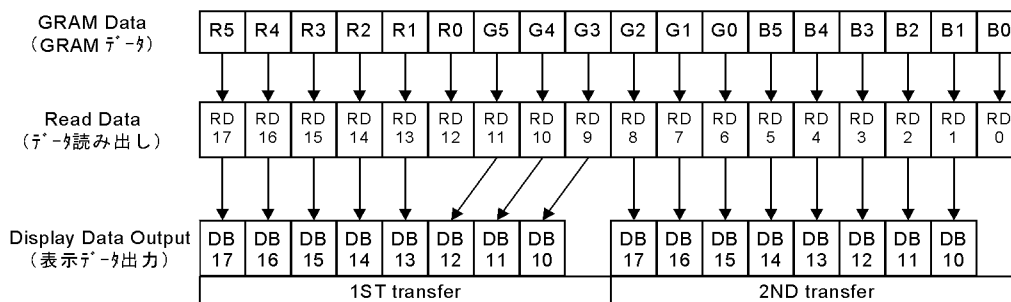 GRAM Data
(GRAM ﾃﾞｰﾀ)
R5 R4 R3 R2 R1 R0 G5 G4 G3 G2 G1 G0 B5 B4 B3 B2 B1 B0
Read Data
(ﾃﾞｰﾀ読み出し)
RD RD RD RD RD RD RD RD RD RD RD RD RD RD RD RD RD RD
17 16 15 14 13 12 11 10 9 8 7 6 5 4 3 2 1 0
Display Data Output
(表示ﾃﾞｰﾀ出力)
DB DB DB DB DB DB DB DB DB DB DB DB DB DB DB DB
17 16 15 14 13 12 11 10 17 16 15 14 13 12 11 10
1ST transfer 2ND transfer